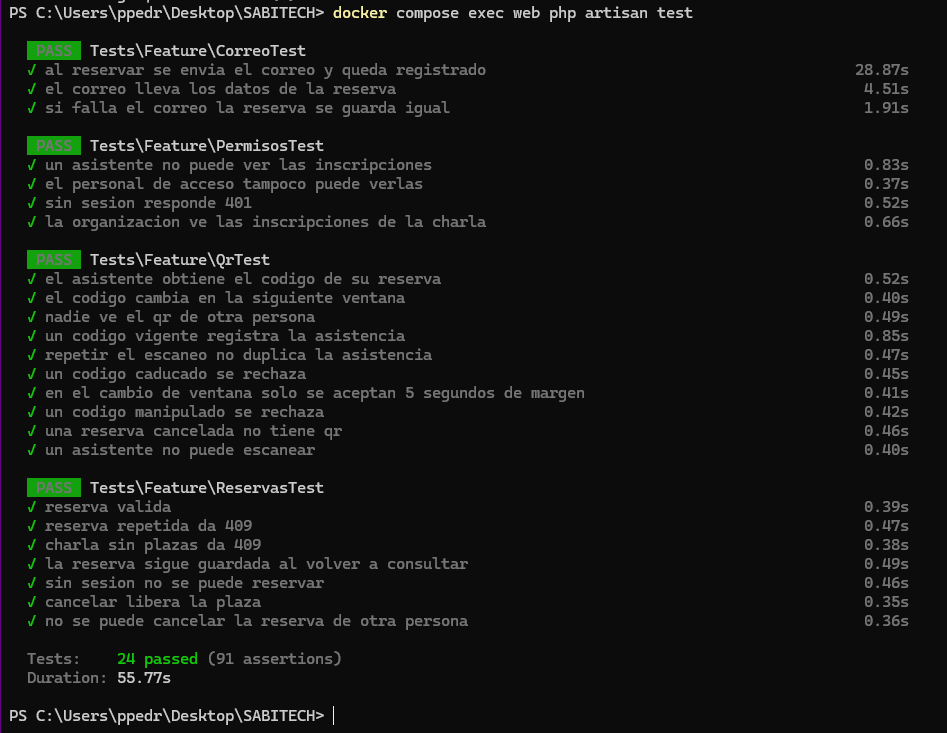 PS C:\Users\ppedr\Desktop\SABITECH> docker compose exec web php artisan test
PASS Tests\Feature\CorreoTest
✓ al reservar se envia el correo y queda registrado 28.87s
✓ el correo lleva los datos de la reserva 4.51s
✓ si falla el correo la reserva se guarda igual 1.91s
PASS Tests\Feature\PermisosTest
✓ un asistente no puede ver las inscripciones 0.83s
✓ el personal de acceso tampoco puede verlas 0.37s
✓ sin sesion responde 401 0.52s
✓ la organizacion ve las inscripciones de la charla 0.66s
PASS Tests\Feature\QrTest
✓ el asistente obtiene el codigo de su reserva 0.52s
✓ el codigo cambia en la siguiente ventana 0.40s
✓ nadie ve el qr de otra persona 0.49s
✓ un codigo vigente registra la asistencia 0.85s
✓ repetir el escaneo no duplica la asistencia 0.47s
✓ un codigo caducado se rechaza 0.45s
✓ en el cambio de ventana solo se aceptan 5 segundos de margen 0.41s
✓ un codigo manipulado se rechaza 0.42s
✓ una reserva cancelada no tiene qr 0.46s
✓ un asistente no puede escanear 0.40s
PASS Tests\Feature\ReservasTest
✓ reserva valida 0.39s
✓ reserva repetida da 409 0.47s
✓ charla sin plazas da 409 0.38s
✓ la reserva sigue guardada al volver a consultar 0.49s
✓ sin sesion no se puede reservar 0.46s
✓ cancelar libera la plaza 0.35s
✓ no se puede cancelar la reserva de otra persona 0.36s
Tests: 24 passed (91 assertions)
Duration: 55.77s
PS C:\Users\ppedr\Desktop\SABITECH>